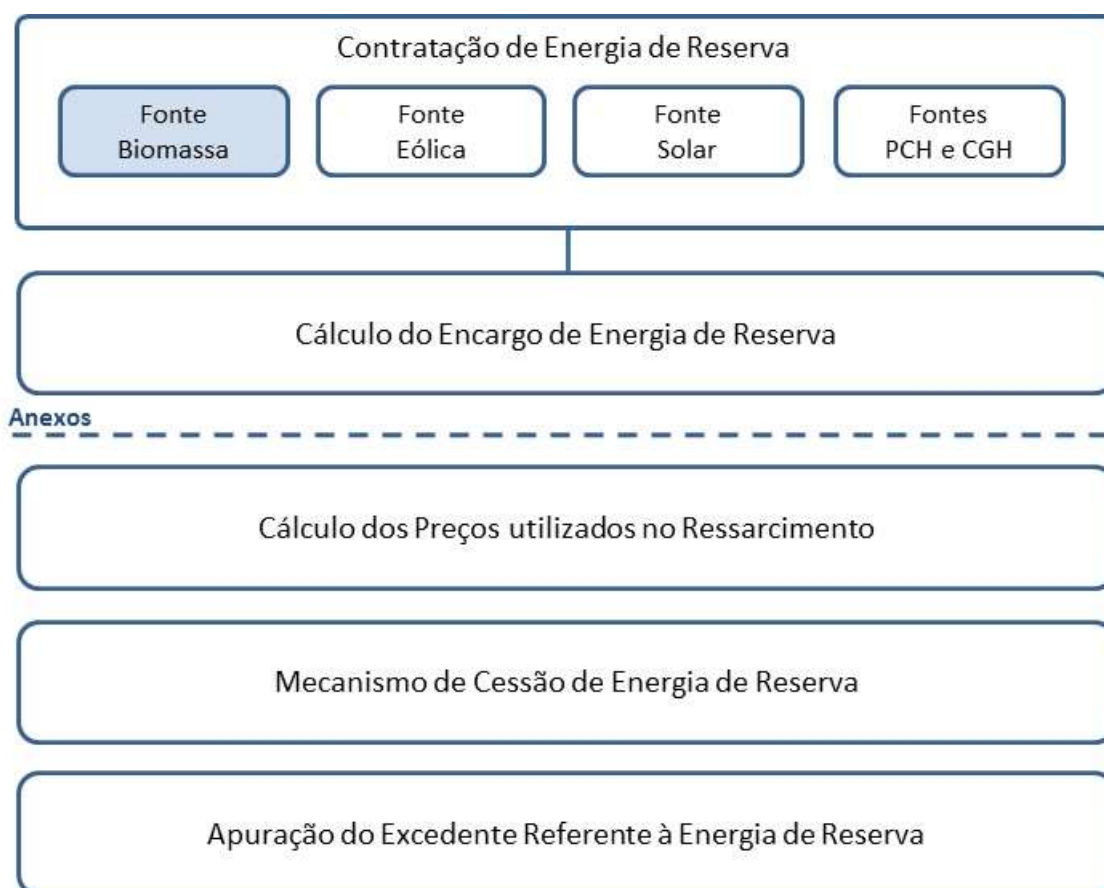 Contratação de Energia de Reserva
Fonte
Biomassa
Fonte
Eólica
Fonte
Solar
Fontes
PCH e CGH
Cálculo do Encargo de Energia de Reserva
Anexos
Cálculo dos Preços utilizados no Ressarcimento
Mecanismo de Cessão de Energia de Reserva
Apuração do Excedente Referente à Energia de Reserva